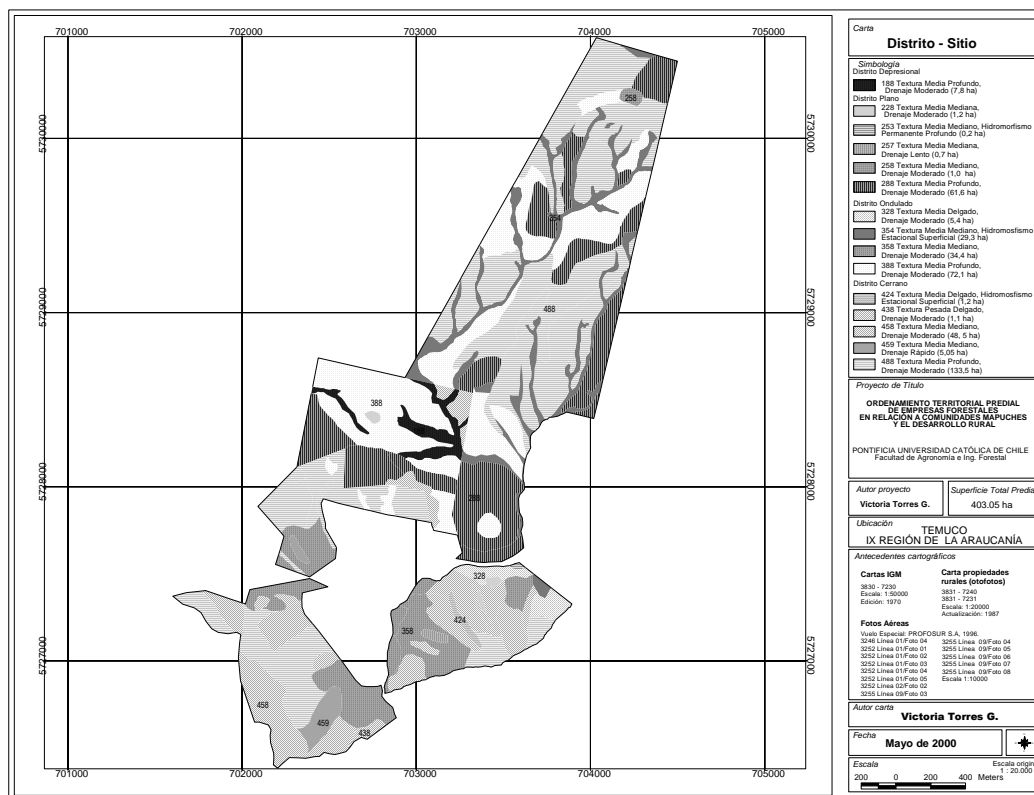 701000 702000 703000 704000 705000
5730000
5729000
5728000
5727000
5730000
5729000
5728000
5727000
258
354
488
388
288
328
424
358
458
459
438
701000 702000 703000 704000 705000
Carta
Distrito - Sitio
Simbología
Distrito Depresional
188 Textura Media Profundo,
Drenaje Moderado (7,8 ha)
Distrito Plano
228 Textura Media Mediana,
Drenaje Moderado (1,2 ha)
253 Textura Media Mediano, Hidromorfismo
Permanente Profundo (0,2 ha)
257 Textura Media Mediana,
Drenaje Lento (0,7 ha)
258 Textura Media Mediano,
Drenaje Moderado (1,0 ha)
288 Textura Media Profundo,
Drenaje Moderado (61,6 ha)
Distrito Ondulado
328 Textura Media Delgado,
Drenaje Moderado (5,4 ha)
354 Textura Media Mediano, Hidromosfismo
Estacional Superficial (29,3 ha)
358 Textura Media Mediano,
Drenaje Moderado (34,4 ha)
388 Textura Media Profundo,
Drenaje Moderado (72,1 ha)
Distrito Cerrano
424 Textura Media Delgado, Hidromosfismo
Estacional Superficial (1,2 ha)
438 Textura Pesada Delgado,
Drenaje Moderado (1,1 ha)
458 Textura Media Mediano,
Drenaje Moderado (48, 5 ha)
459 Textura Media Mediano,
Drenaje Rápido (5,05 ha)
488 Textura Media Profundo,
Drenaje Moderado (133,5 ha)
Proyecto de Título
ORDENAMIENTO TERRITORIAL PREDIAL
DE EMPRESAS FORESTALES
EN RELACIÓN A COMUNIDADES MAPUCHES
Y EL DESARROLLO RURAL
PONTIFICIA UNIVERSIDAD CATÓLICA DE CHILE
Facultad de Agronomía e Ing. Forestal
Autor proyecto
Victoria Torres G.
Superficie Total Predia
403.05 ha
Ubicación
TEMUCO
IX REGIÓN DE LA ARAUCANÍA
Antecedentes cartográficos
Cartas IGM
3830 - 7230
Escala: 1:50000
Edición: 1970
Carta propiedades
rurales (otofotos)
3831 - 7240
3831 - 7231
Escala: 1:20000
Actualización: 1987
Fotos Aéreas
Vuelo Especial: PROFOSUR S.A, 1996.
3246 Línea 01/Foto 04
3252 Línea 01/Foto 01
3252 Línea 01/Foto 02
3252 Línea 01/Foto 03
3252 Línea 01/Foto 04
3252 Línea 01/Foto 05
3252 Línea 02/Foto 02
3255 Línea 09/Foto 03
3255 Línea 09/Foto 04
3255 Línea 09/Foto 05
3255 Línea 09/Foto 06
3255 Línea 09/Foto 07
3255 Línea 09/Foto 08
Escala 1:10000
Autor carta
Victoria Torres G.
Fecha
Mayo de 2000
Escala
Escala origin
1 : 20.000
200 0 200 400 Meters